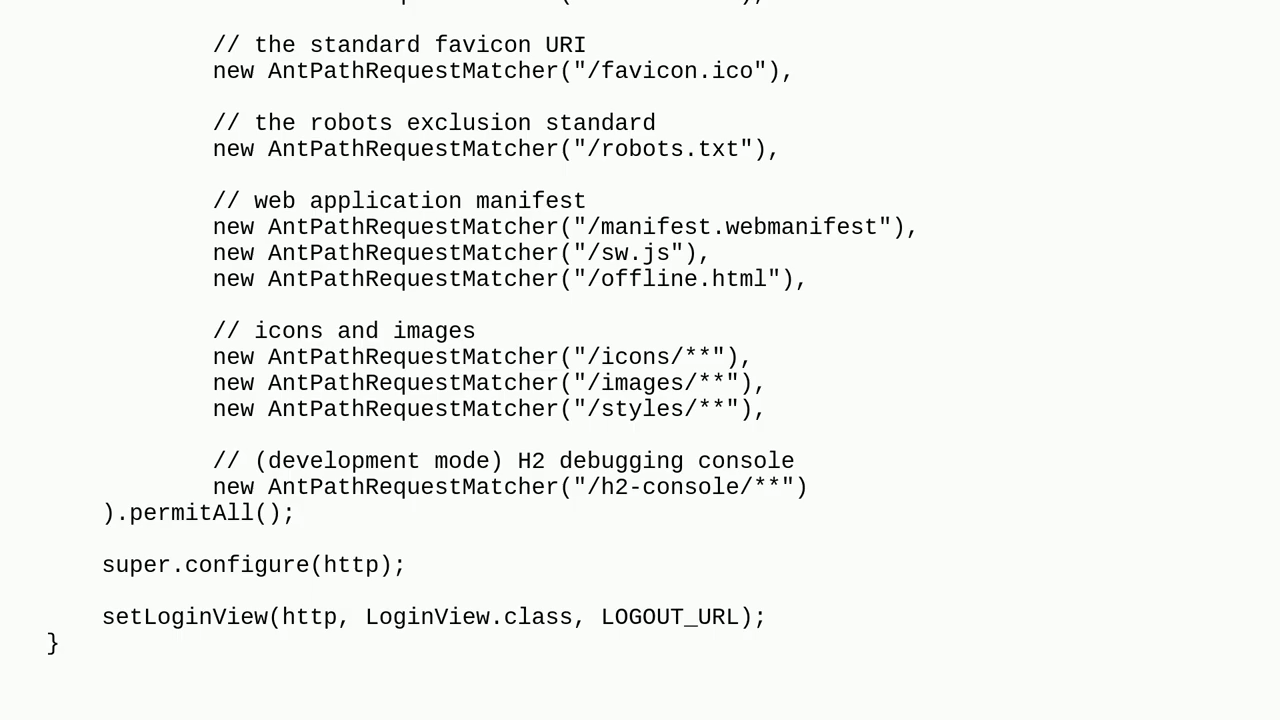 // the standard favicon URI
new AntPathRequestMatcher("/favicon.ico"),
// the robots exclusion standard
new AntPathRequestMatcher("/robots.txt"),
// web application manifest
new AntPathRequestMatcher("/manifest.webmanifest"),
new AntPathRequestMatcher("/sw.js"),
new AntPathRequestMatcher("/offline.html"),
// icons and images
new AntPathRequestMatcher("/icons/**"),
new AntPathRequestMatcher("/images/**"),
new AntPathRequestMatcher("/styles/**"),
// (development mode) H2 debugging console
new AntPathRequestMatcher("/h2-console/**")
).permitAll();
super.configure(http);
setLoginView(http, LoginView.class, LOGOUT_URL);
}